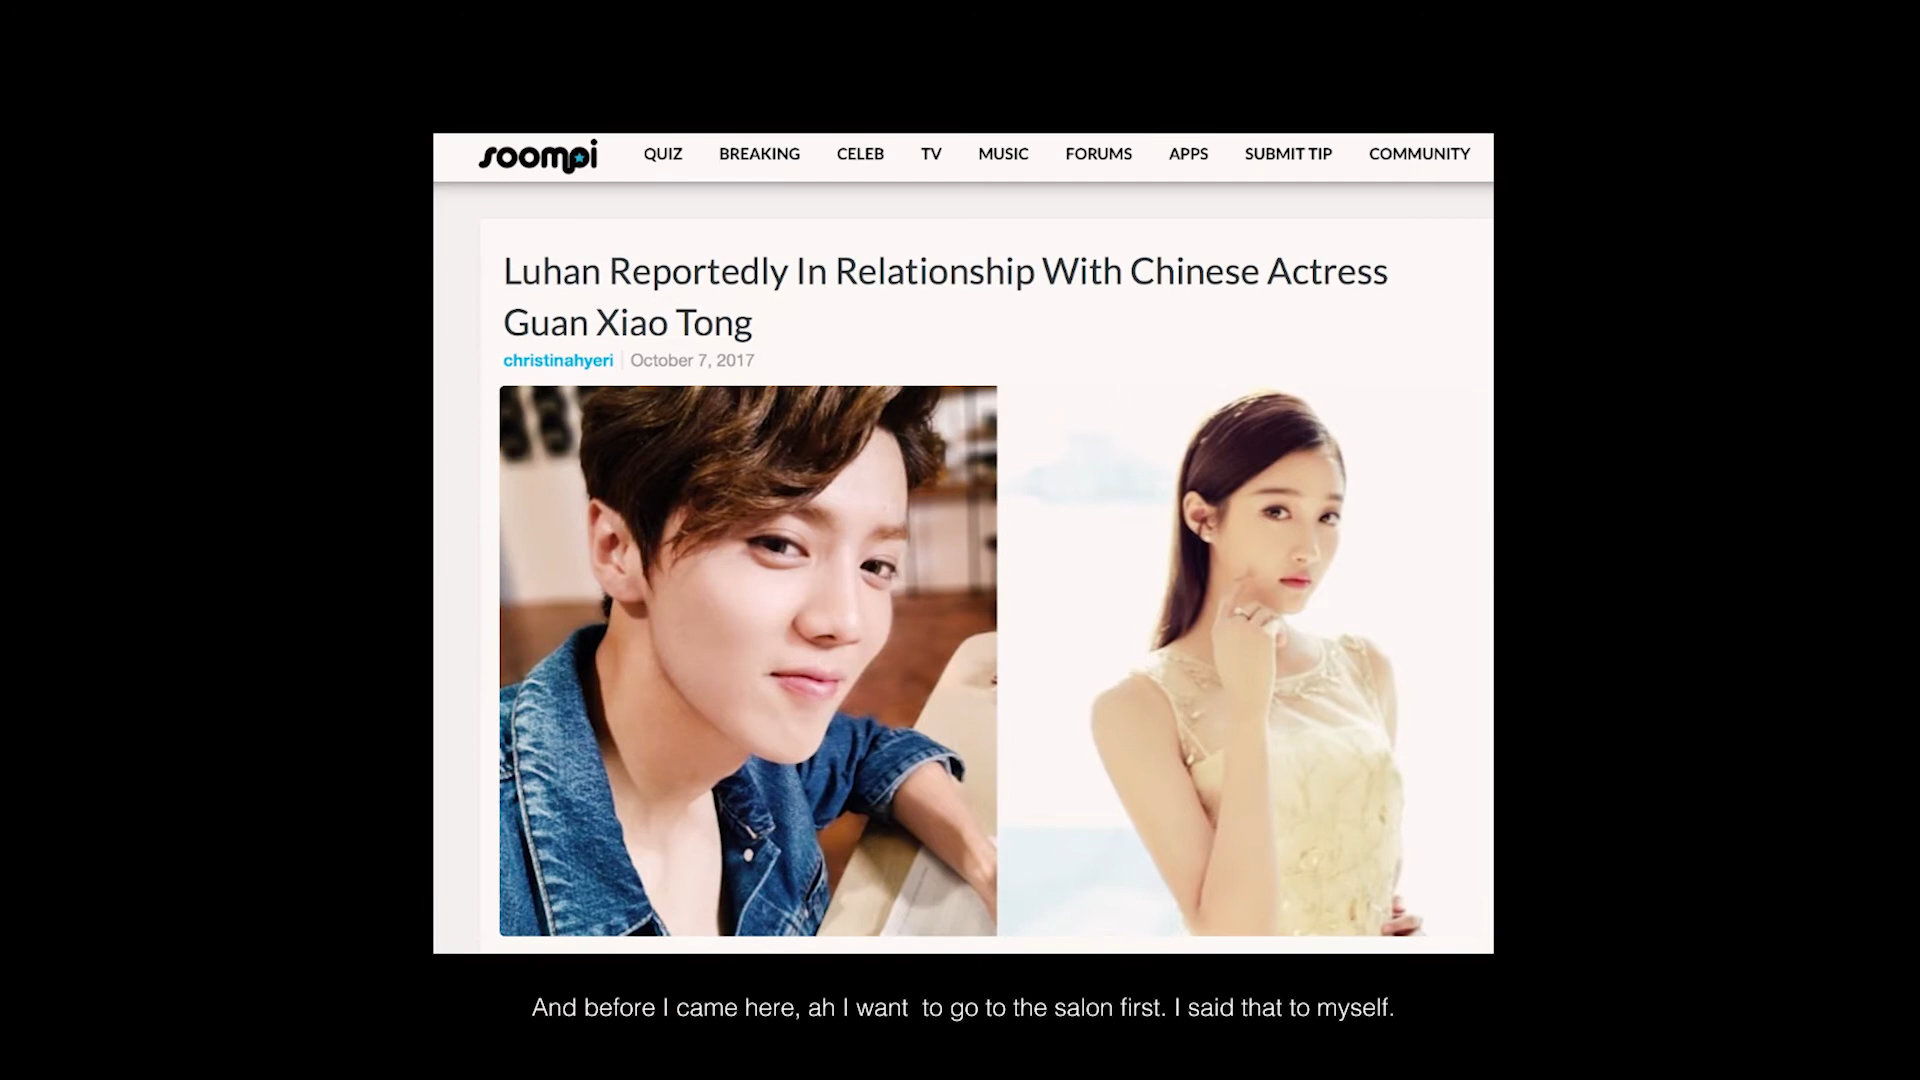 soompi QUIZ BREAKING CELEB TV MUSIC FORUMS APPS SUBMIT TIP COMMUNITY
Luhan Reportedly In Relationship With Chinese Actress
Guan Xiao Tong
christinahyeri October 7, 2017
And before I came here, ah I want  to go to the salon first. I said that to myself.